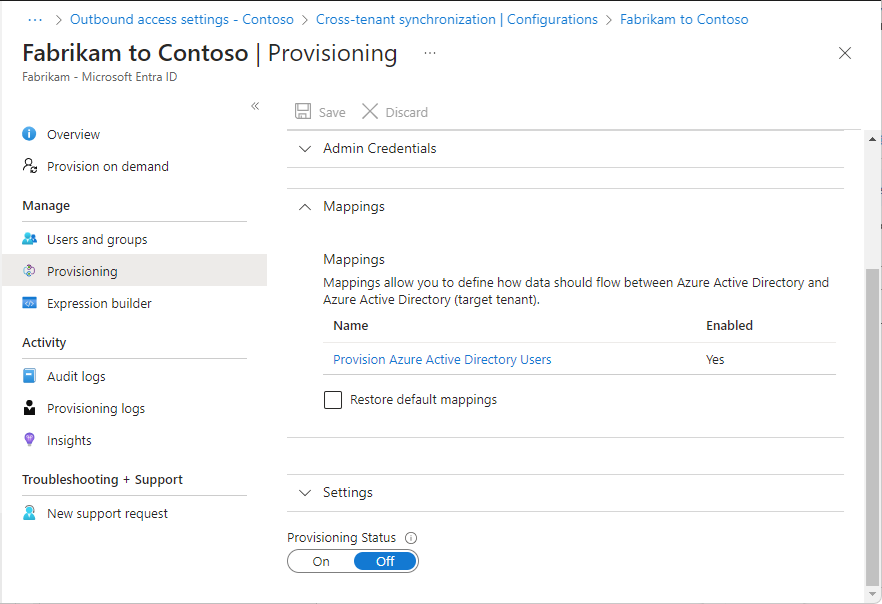 ··· > Outbound access settings - Contoso > Cross-tenant synchronization | Configurations > Fabrikam to Contoso
Fabrikam to Contoso | Provisioning ···
Fabrikam - Microsoft Entra ID
Overview
Provision on demand
Manage
Users and groups
Provisioning
Expression builder
Activity
Audit logs
Provisioning logs
Insights
Troubleshooting + Support
New support request
Save Discard
Admin Credentials
Mappings
Mappings
Mappings allow you to define how data should flow between Azure Active Directory and
Azure Active Directory (target tenant).
Name Enabled
Provision Azure Active Directory Users Yes
Restore default mappings
Settings
Provisioning Status
On Off